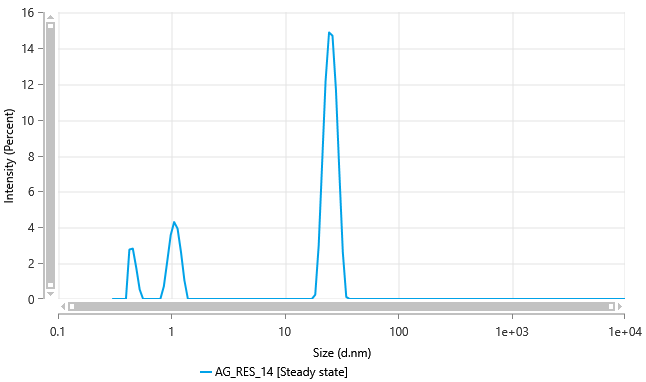 16
14
12
10
8
6
4
2
0
Intensity (Percent)
0.1 1 10 100 1e+03 1e+04
Size (d.nm)
AG_RES_14 [Steady state]